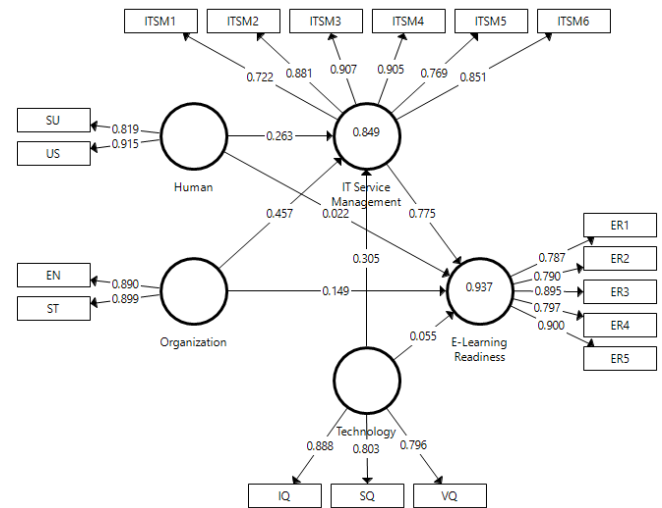 ITSM1 ITSM2 ITSM3 ITSM4 ITSM5 ITSM6
0.722 0.881 0.907 0.905 0.769 0.851
SU
0.819
US
0.915
Human
0.263
0.849
IT Service
Management
0.457
0.022
0.775
0.305
EN
0.890
ST
0.899
Organization
0.149
0.937
E-Learning
Readiness
0.055
ER1
0.787
ER2
0.790
ER3
0.895
ER4
0.797
ER5
0.900
Technology
0.888 0.803 0.796
IQ SQ VQ